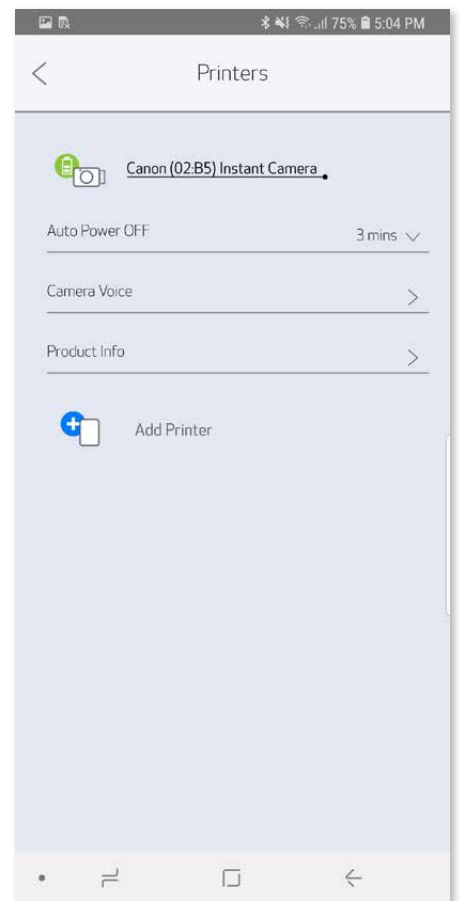 75% 5:04 PM
Printers
Canon (02:B5) Instant Camera
Auto Power OFF 3 mins
Camera Voice
Product Info
Add Printer